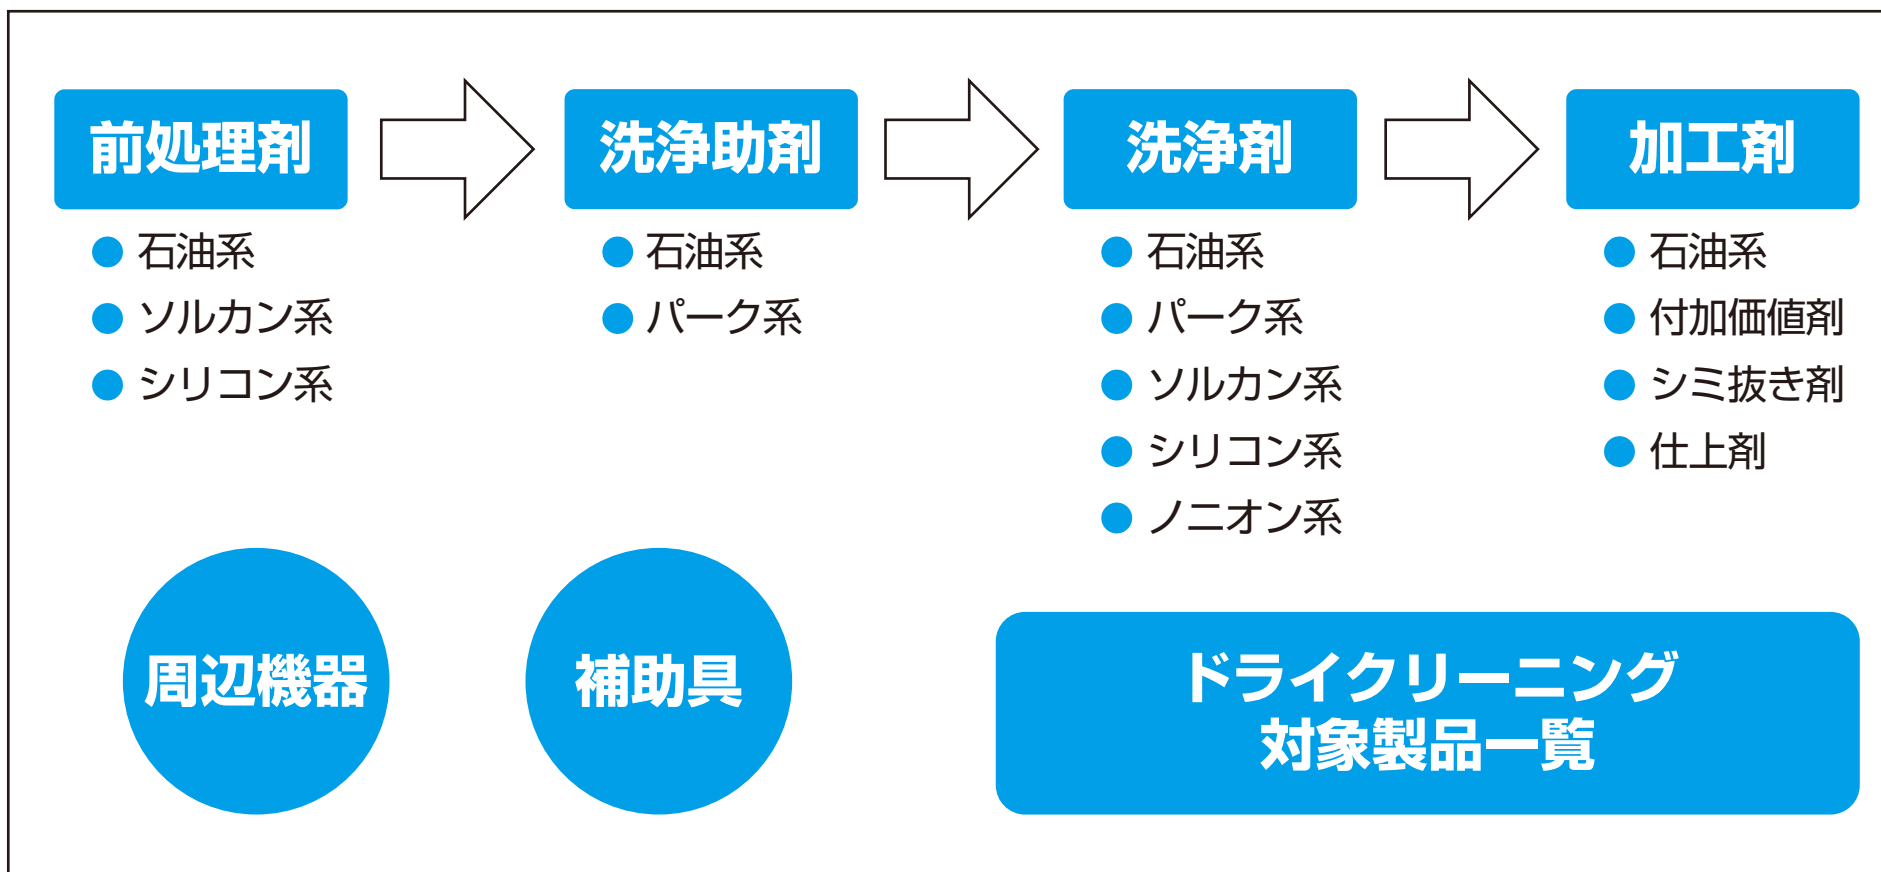 前処理剤
石油系
ソルカン系
シリコン系
洗浄助剤
石油系
パーク系
洗浄剤
石油系
パーク系
ソルカン系
シリコン系
ノニオン系
加工剤
石油系
付加価値剤
シミ抜き剤
仕上剤
周辺機器
補助具
ドライクリーニング
対象製品一覧